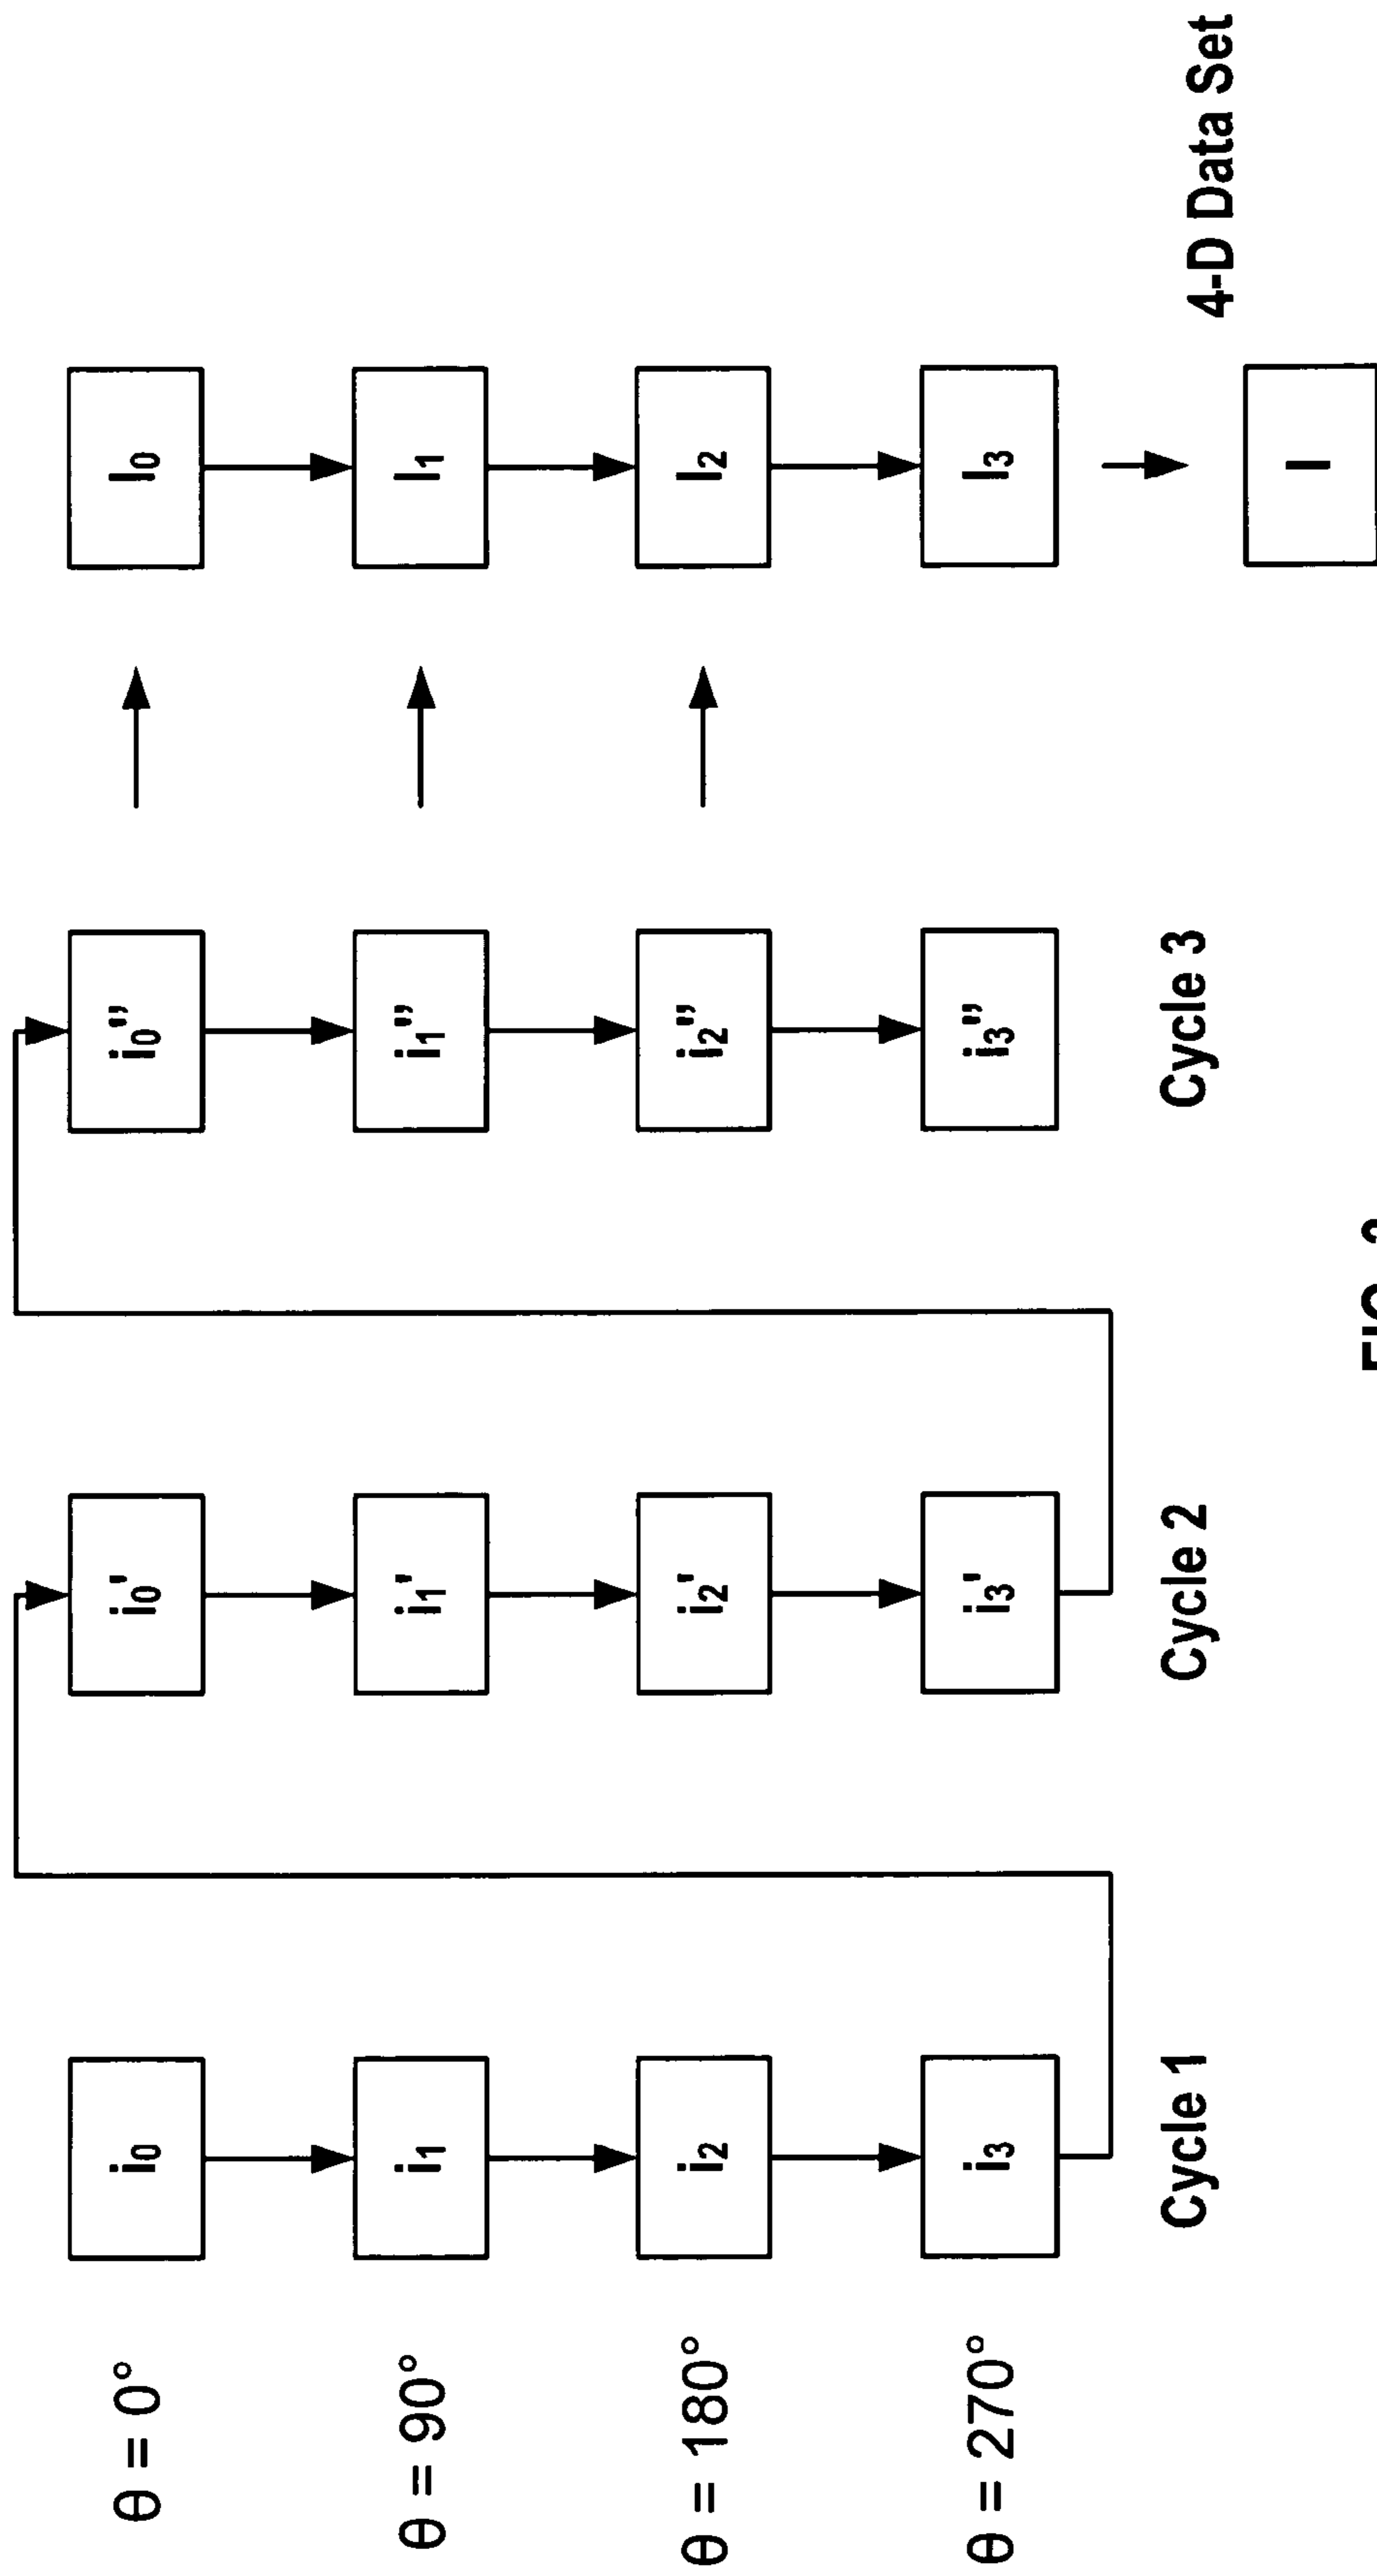 θ = 0° i₀ i₀' i₀" I₀
θ = 90° i₁ i₁' i₁" I₁
θ = 180° i₂ i₂' i₂" I₂
θ = 270° i₃ i₃' i₃" I₃
Cycle 1 Cycle 2 Cycle 3
4-D Data Set
I
FIG.